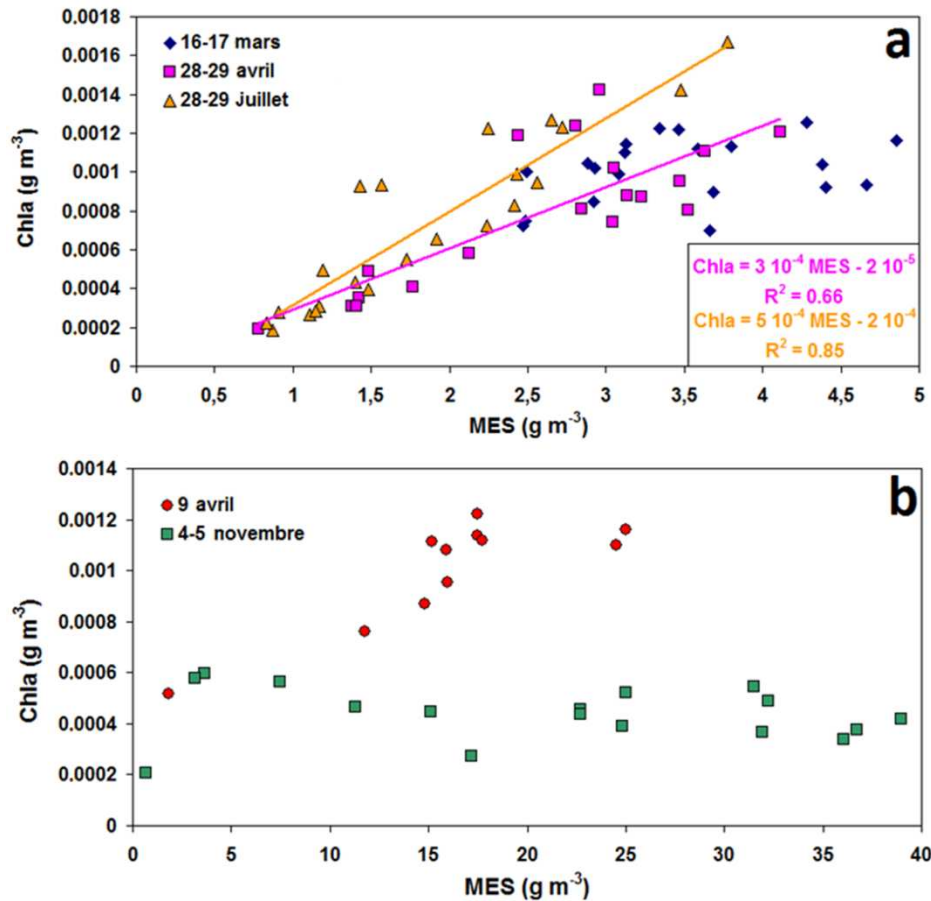 0.0018
0.0016
0.0014
0.0012
0.001
0.0008
0.0006
0.0004
0.0002
0
Chla (g m⁻³)
16-17 mars
28-29 avril
28-29 Juillet
a
Chla = 3 10⁻⁴ MES - 2 10⁻⁵
R² = 0.66
Chla = 5 10⁻⁴ MES - 2 10⁻⁴
R² = 0.85
0 0,5 1 1,5 2 2,5 3 3,5 4 4,5 5
MES (g m⁻³)
0.0014
0.0012
0.001
0.0008
0.0006
0.0004
0.0002
0
Chla (g m⁻³)
9 avril
4-5 novembre
b
0 5 10 15 20 25 30 35 40
MES (g m⁻³)